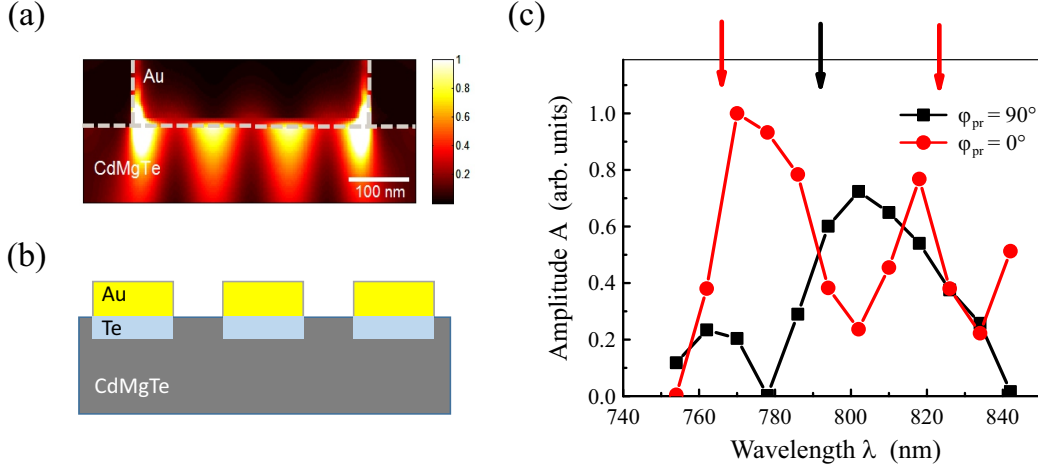 (a)
Au
CdMgTe
100 nm
1
0.8
0.6
0.4
0.2
(b)
Au
Te
CdMgTe
(c)
φpr = 90°
φpr = 0°
Amplitude A (arb. units)
1.0
0.8
0.6
0.4
0.2
0.0
740 760 780 800 820 840
Wavelength λ (nm)